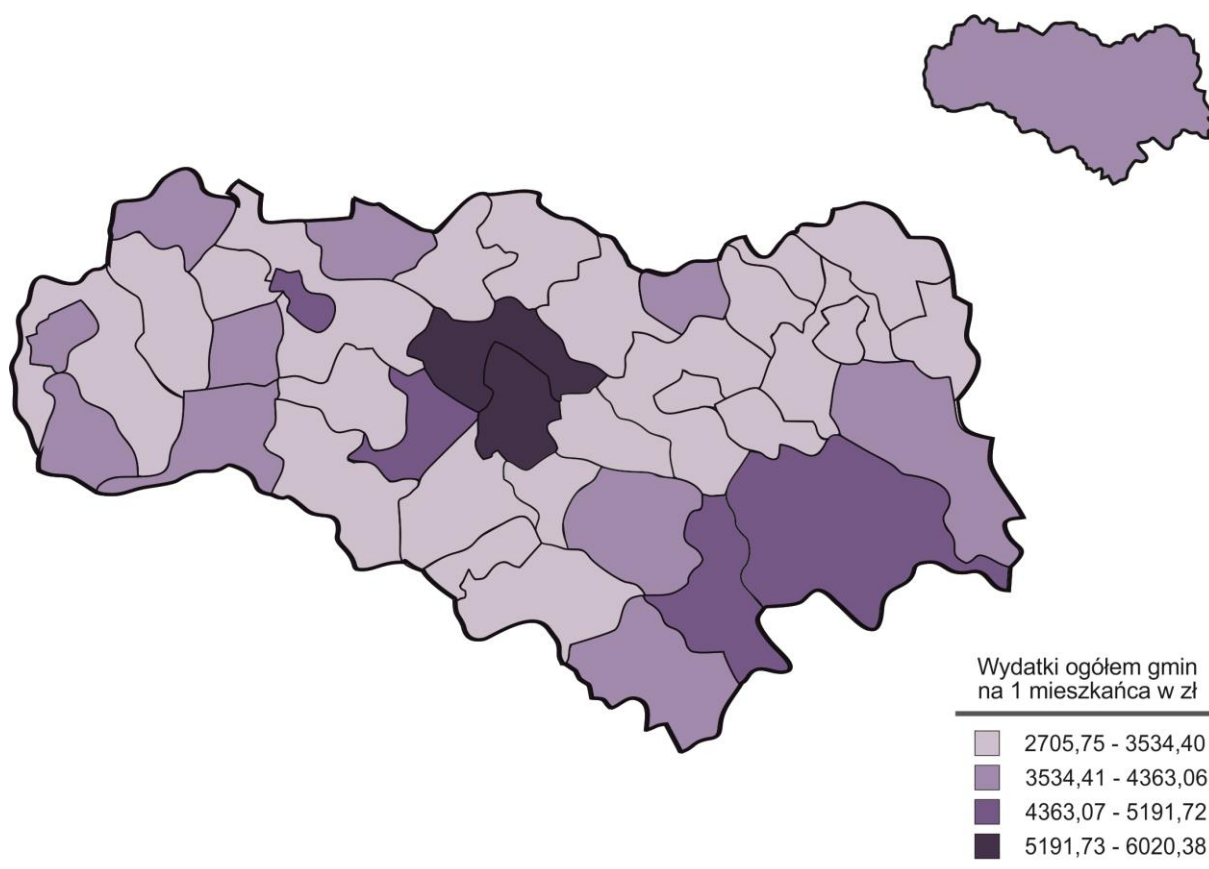 Wydatki ogółem gmin
na 1 mieszkańca w zł
2705,75 - 3534,40
3534,41 - 4363,06
4363,07 - 5191,72
5191,73 - 6020,38